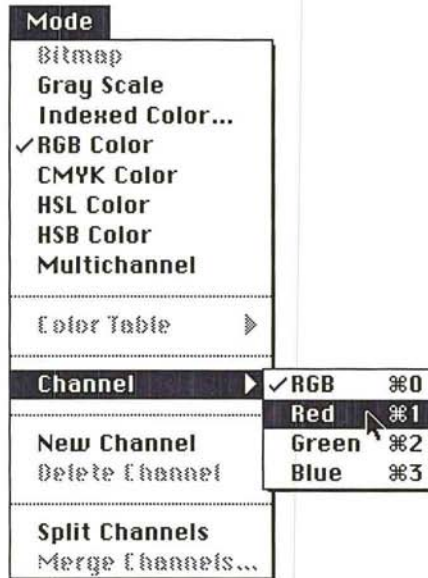 Mode
Bitmap
Gray Scale
Indexed Color...
✓RGB Color
CMYK Color
HSL Color
HSB Color
Multichannel
Color Table
Channel
✓RGB ⌘0
Red ⌘1
Green ⌘2
Blue ⌘3
New Channel
Delete Channel
Split Channels
Merge Channels...